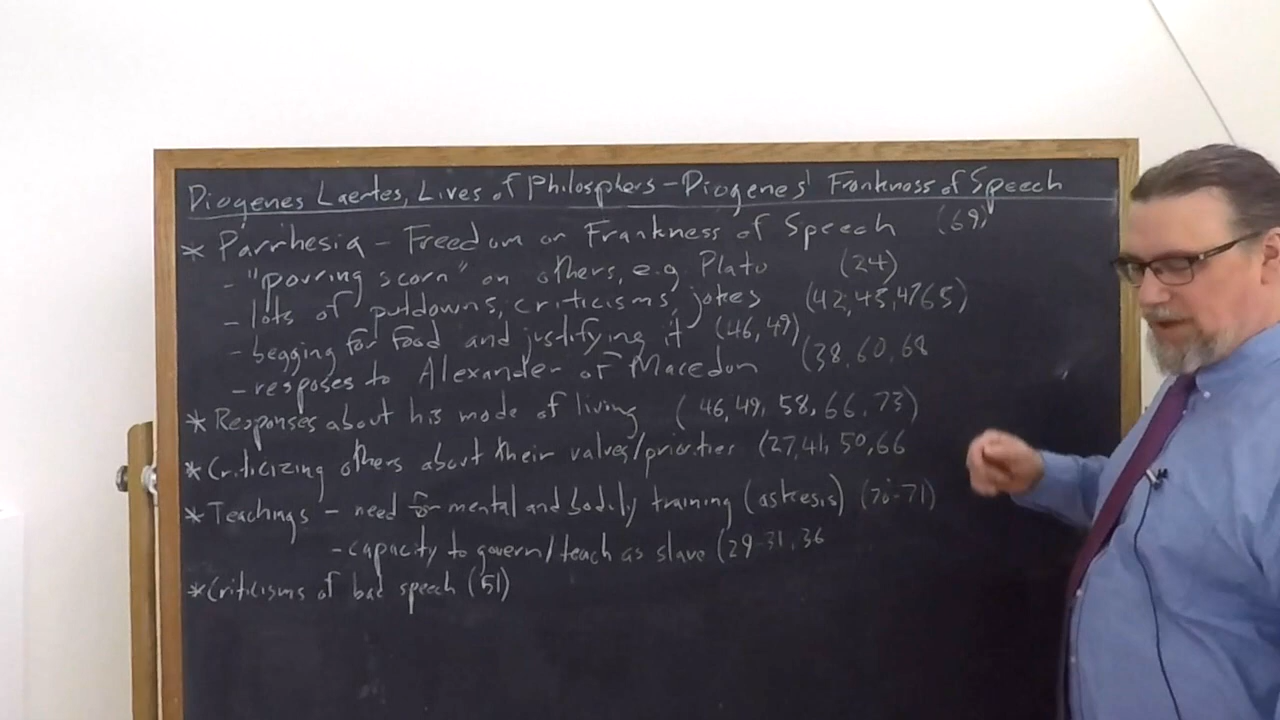 Diogenes Laertes, Lives of Philosphers - Diogenes' Frankness of Speech
* Parrhesia - Freedom or Frankness of Speech (69)
- "pouring scorn" on others, e.g. Plato (24)
- lots of putdowns, criticisms, jokes (42, 45, 47 65)
- begging for food and justifying it (46, 49)
- resposes to Alexander of Macedon (38, 60, 68
* Responses about his mode of living (46, 49, 58, 66, 73)
* Criticizing others about their values/priorities (27, 41, 50, 66
* Teachings - need for mental and bodily training (askesis) (70-71)
- capacity to govern/teach as slave (29-31, 36
* Criticisms of bad speech (51)